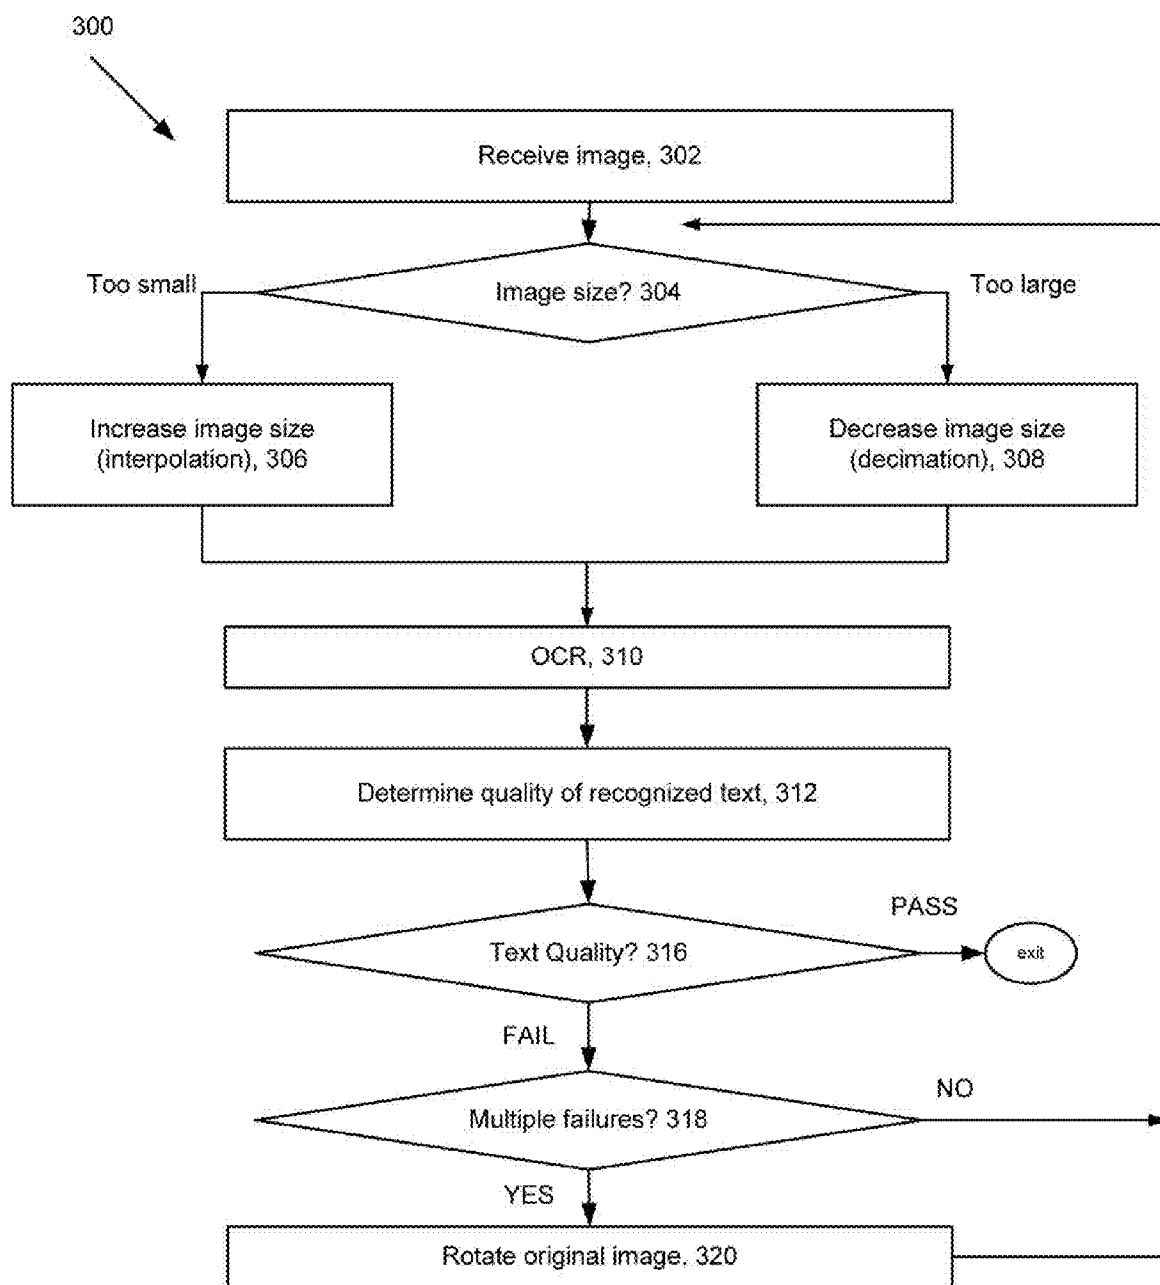 300
Receive image, 302
Too small
Image size? 304
Too large
Increase image size
(interpolation), 306
Decrease image size
(decimation), 308
OCR, 310
Determine quality of recognized text, 312
PASS
Text Quality? 316
exit
FAIL
NO
Multiple failures? 318
YES
Rotate original image, 320